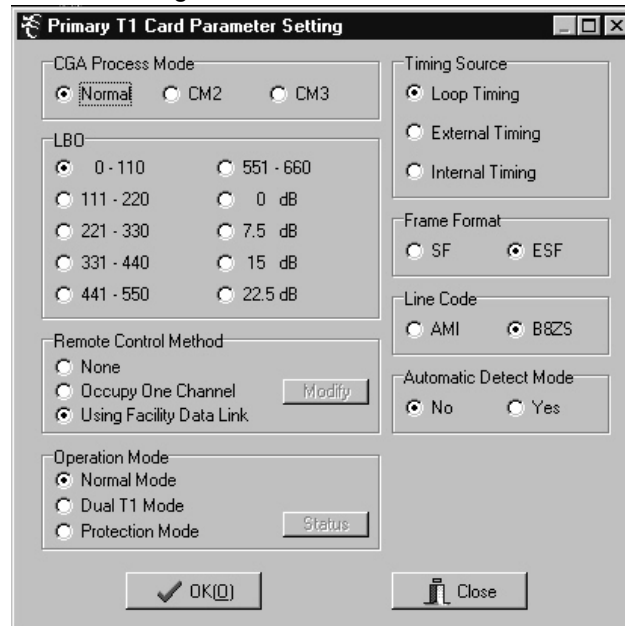 Primary T1 Card Parameter Setting
CGA Process Mode
Normal CM2 CM3
LBO
0 - 110 551 - 660
111 - 220 0 dB
221 - 330 7.5 dB
331 - 440 15 dB
441 - 550 22.5 dB
Remote Control Method
None
Occupy One Channel
Using Facility Data Link
Modify
Operation Mode
Normal Mode
Dual T1 Mode
Protection Mode
Status
Timing Source
Loop Timing
External Timing
Internal Timing
Frame Format
SF ESF
Line Code
AMI B8ZS
Automatic Detect Mode
No Yes
OK(O) Close